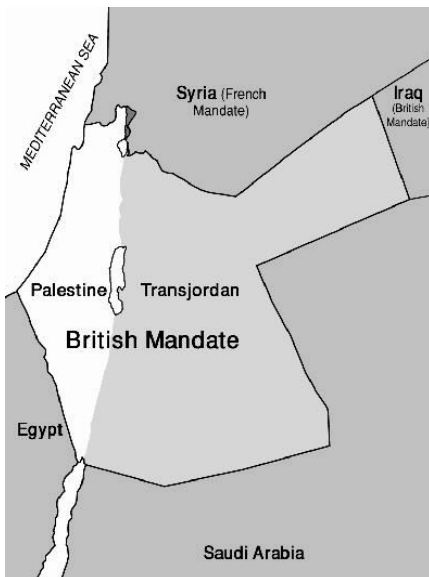 MEDITERRANEAN SEA
Syria (French
Mandate)
Iraq
(British
Mandate)
Palestine
Transjordan
British Mandate
Egypt
Saudi Arabia